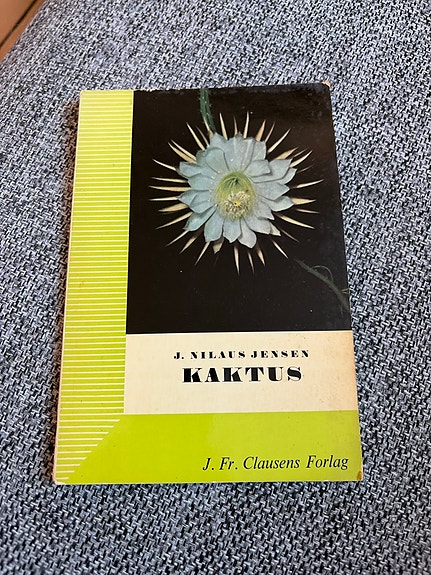 J. NILAUS JENSEN
KAKTUS
J. Fr. Clausens Forlag